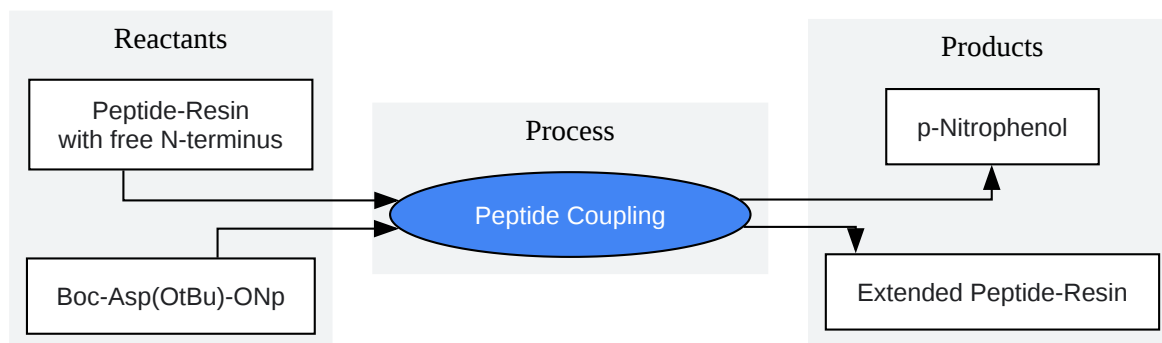 Reactants
Peptide-Resin
with free N-terminus
Boc-Asp(OtBu)-ONp
Process
Peptide Coupling
Products
p-Nitrophenol
Extended Peptide-Resin